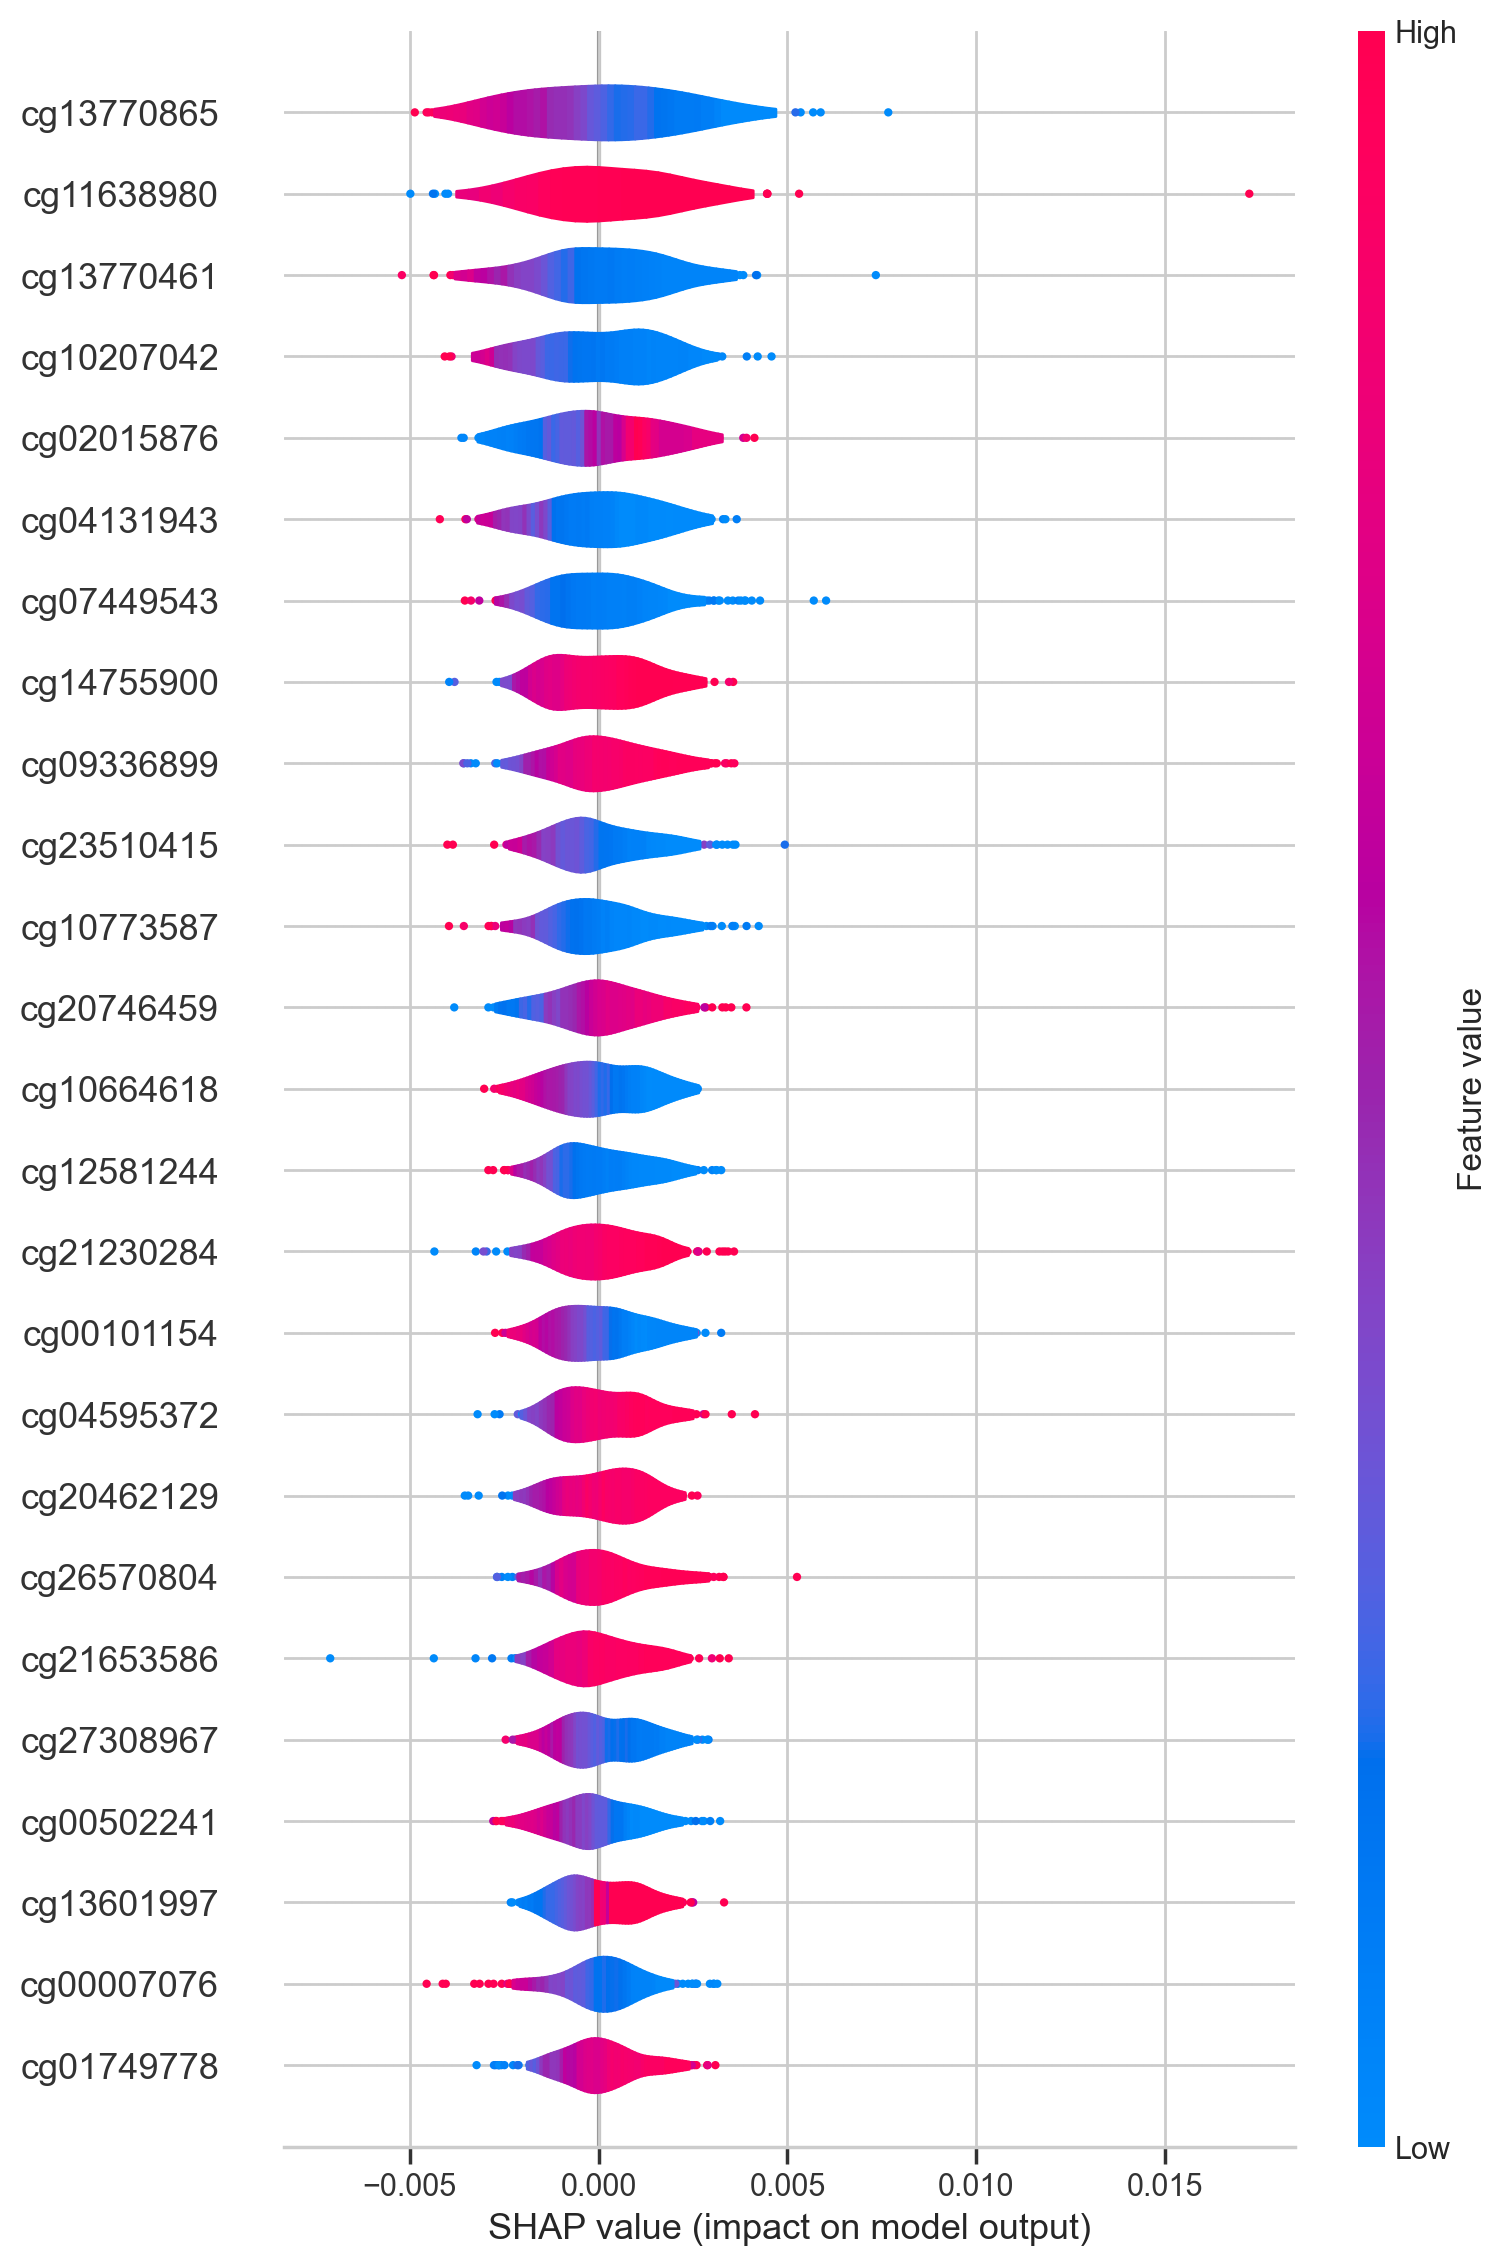 High
cg13770865
cg11638980
cg13770461
cg10207042
cg02015876
cg04131943
cg07449543
cg14755900
cg09336899
cg23510415
cg10773587
cg20746459
cg10664618
cg12581244
cg21230284
cg00101154
cg04595372
cg20462129
cg26570804
cg21653586
cg27308967
cg00502241
cg13601997
cg00007076
cg01749778
Feature value
Low
−0.005 0.000 0.005 0.010 0.015
SHAP value (impact on model output)